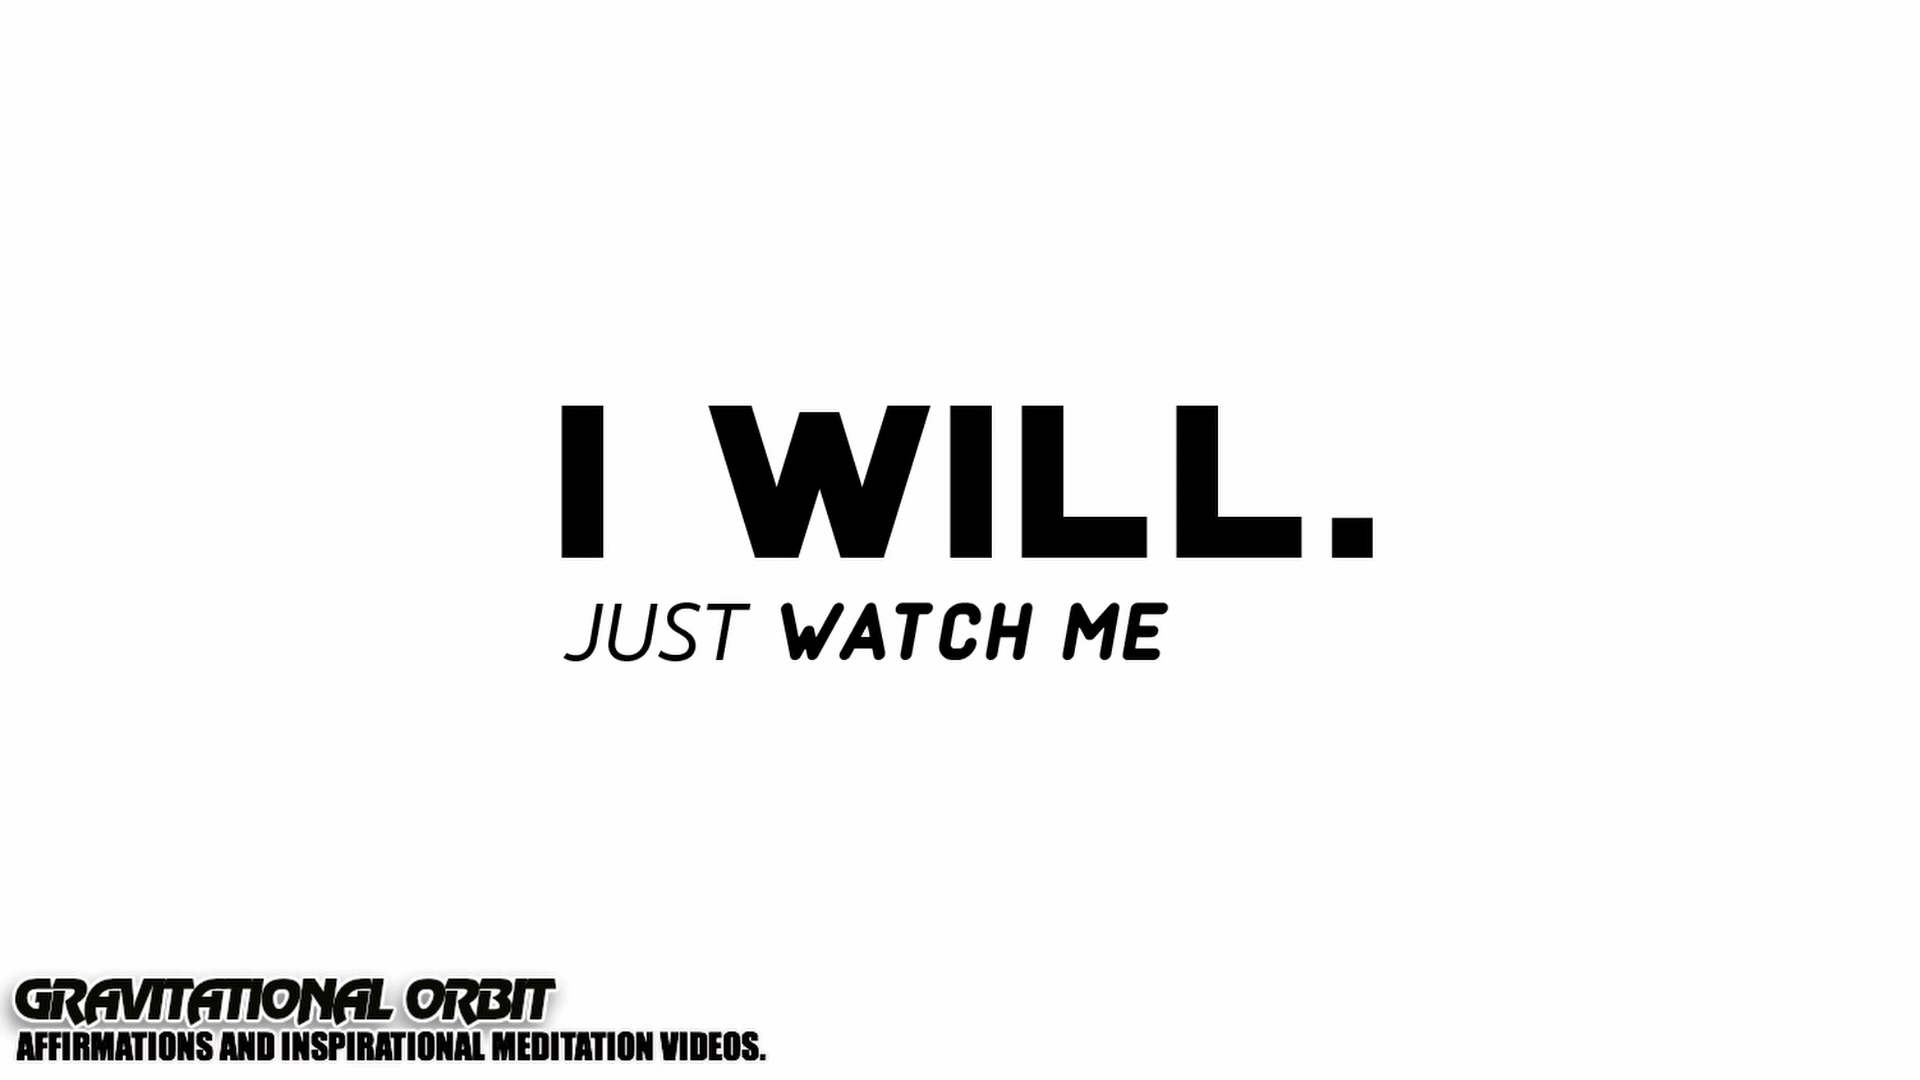 I WILL.
JUST WATCH ME
GRAVITATIONAL ORBIT
AFFIRMATIONS AND INSPIRATIONAL MEDITATION VIDEOS.